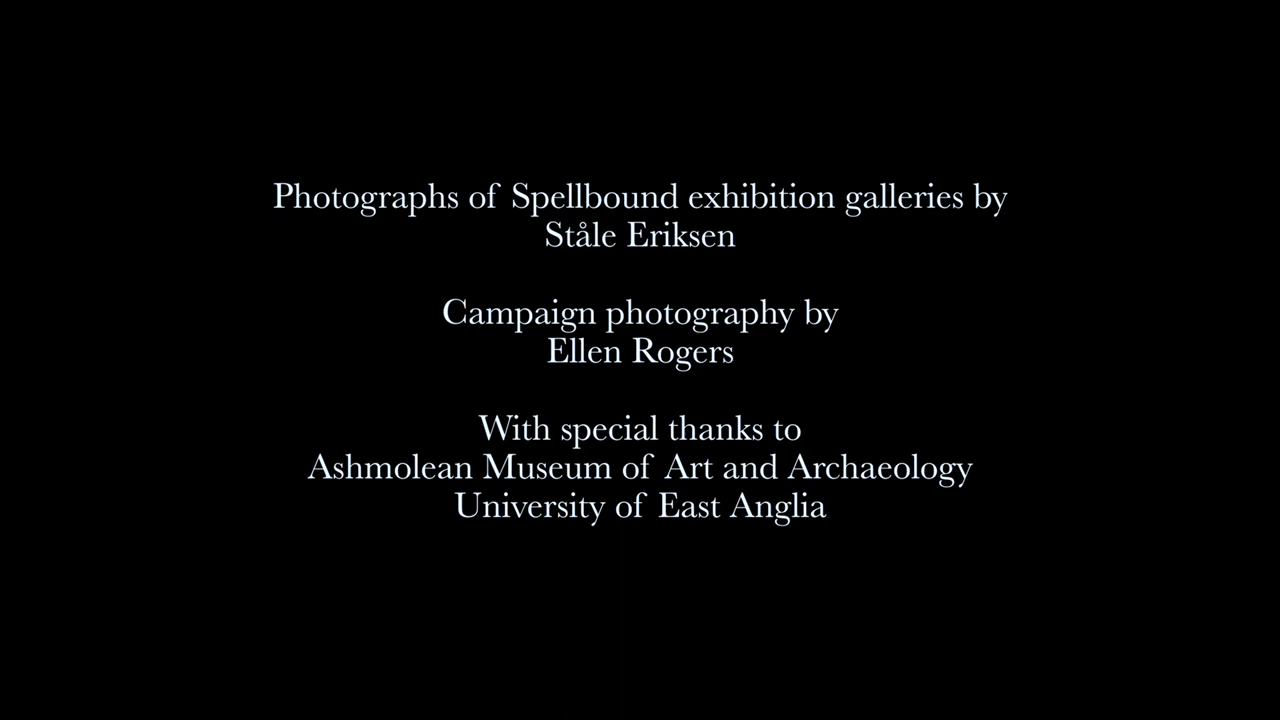 Photographs of Spellbound exhibition galleries by
Ståle Eriksen
Campaign photography by
Ellen Rogers
With special thanks to
Ashmolean Museum of Art and Archaeology
University of East Anglia